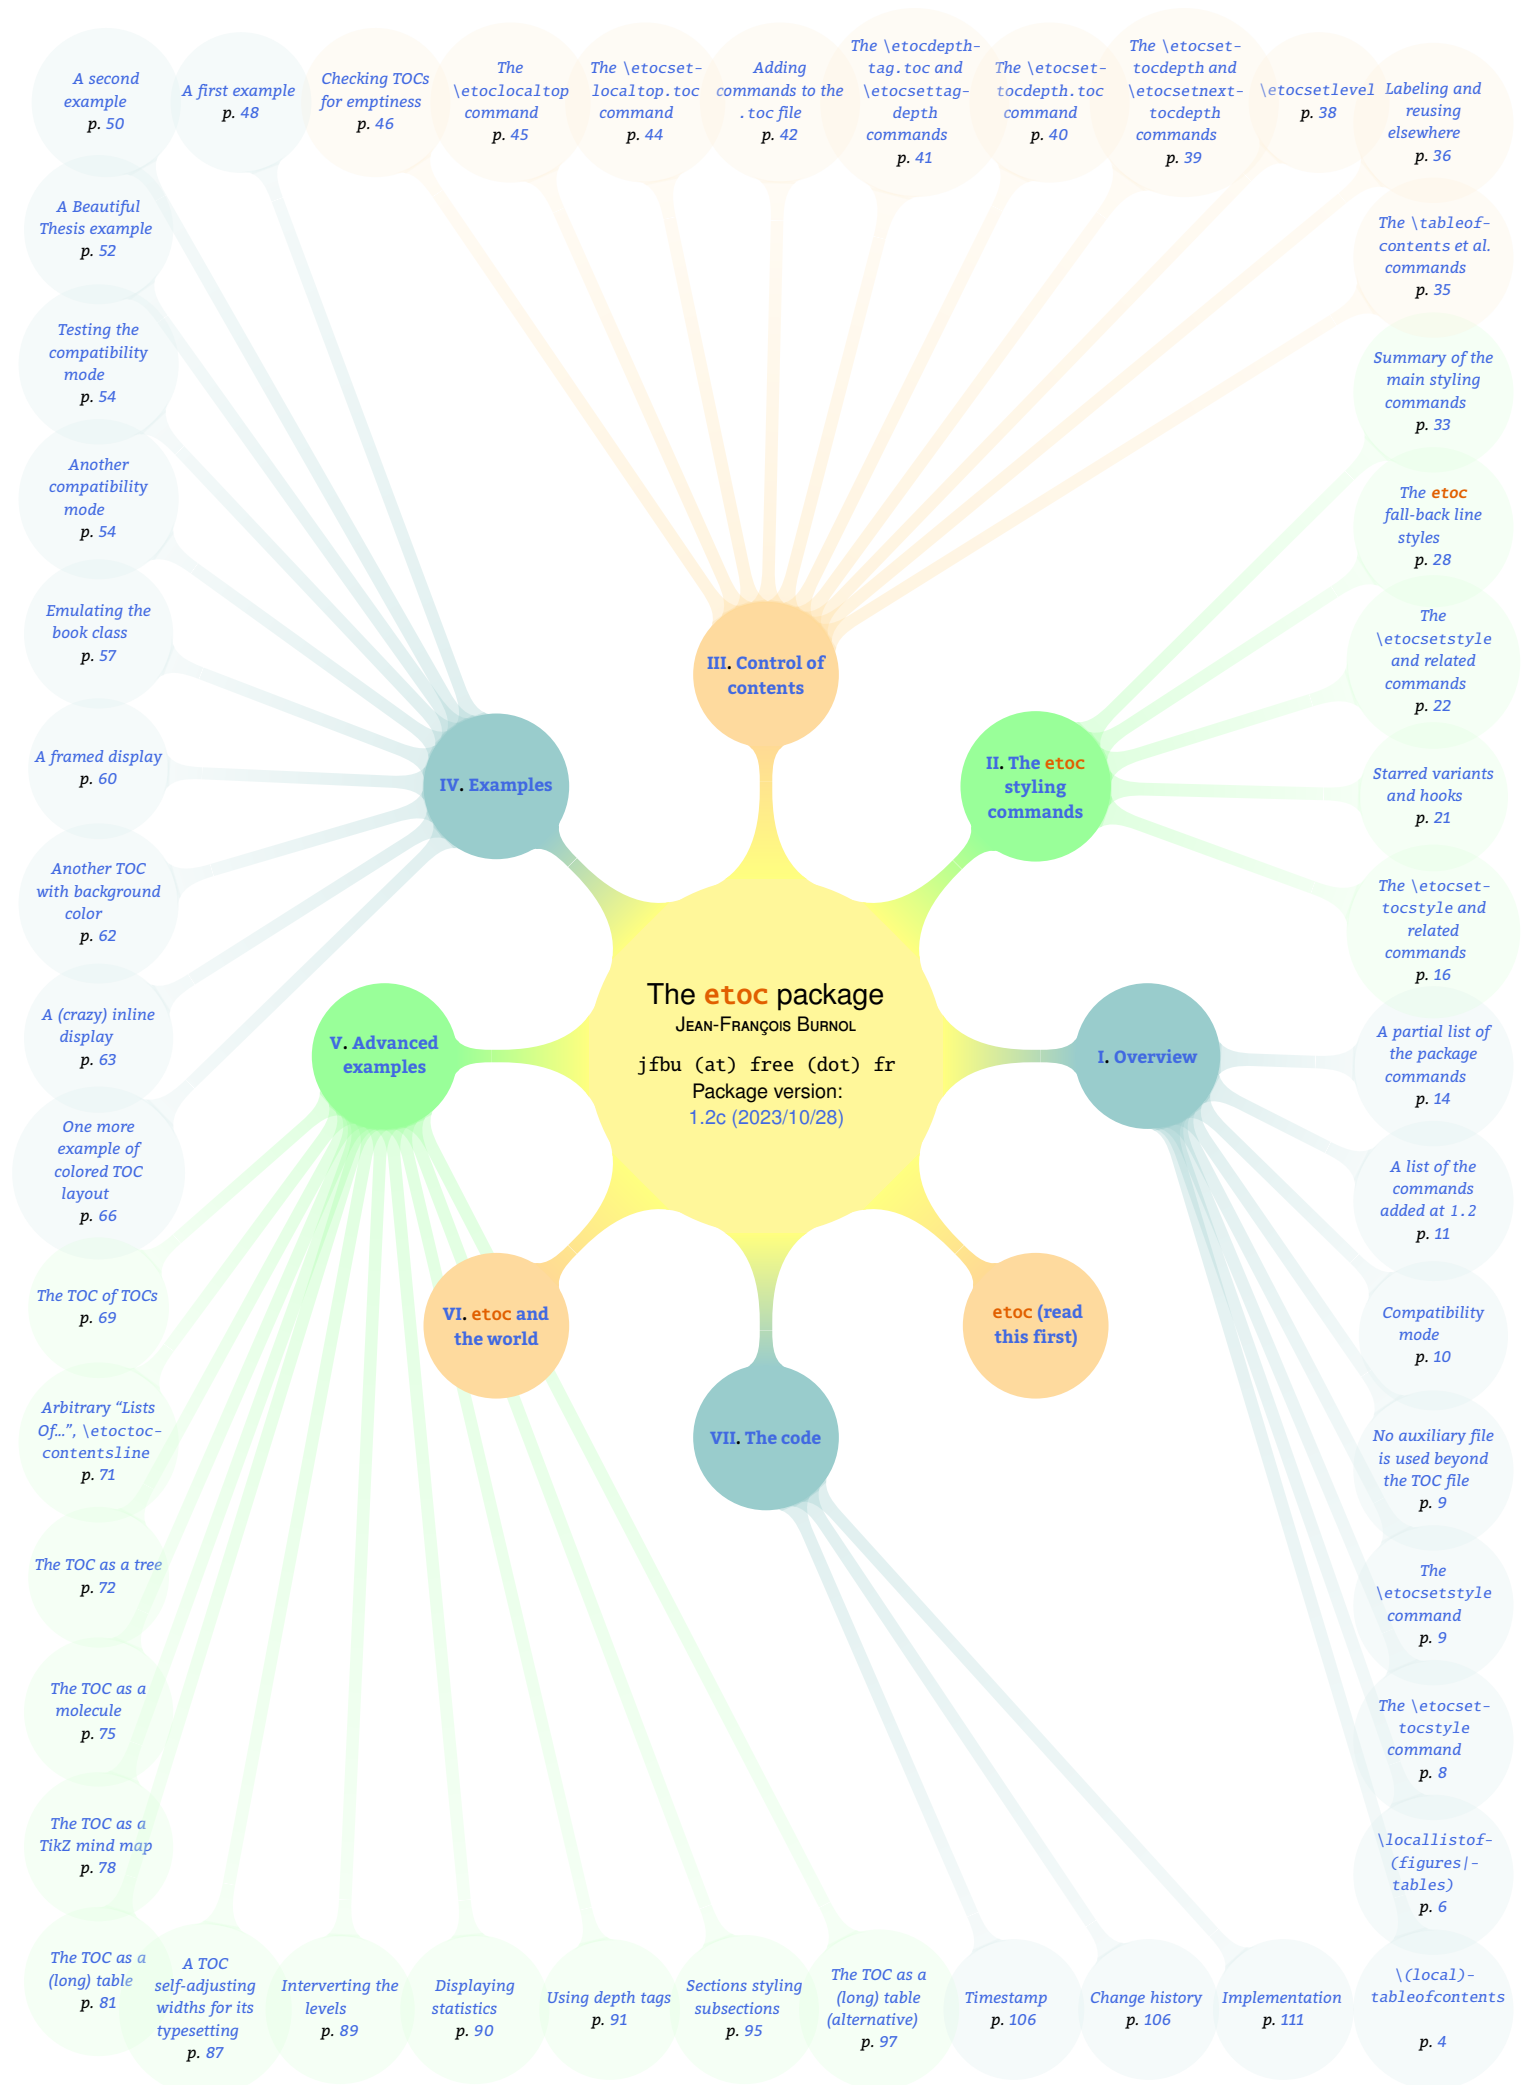 The etoc package
Jean-François Burnol
jfbu (at) free (dot) fr
Package version:
1.2c (2023/10/28)
etoc (read
this first)
I. Overview
\(local)-
tableofcontents
p. 4
\locallistof-
(figures|-
tables)
p. 6
The \etocset-
tocstyle
command
p. 8
The
\etocsetstyle
command
p. 9
No auxiliary file
is used beyond
the TOC file
p. 9
Compatibility
mode
p. 10
A list of the
commands
added at 1.2
p. 11
A partial list of
the package
commands
p. 14
II. The etoc
styling
commands
The \etocset-
tocstyle and
related
commands
p. 16
Starred variants
and hooks
p. 21
The
\etocsetstyle
and related
commands
p. 22
The etoc
fall-back line
styles
p. 28
Summary of the
main styling
commands
p. 33
III. Control of
contents
The \tableof-
contents et al.
commands
p. 35
Labeling and
reusing
elsewhere
p. 36
\etocsetlevel
p. 38
The \etocset-
tocdepth and
\etocsetnext-
tocdepth
commands
p. 39
The \etocset-
tocdepth.toc
command
p. 40
The \etocdepth-
tag.toc and
\etocsettag-
depth
commands
p. 41
Adding
commands to the
.toc file
p. 42
The \etocset-
localtop.toc
command
p. 44
The
\etoclocaltop
command
p. 45
Checking TOCs
for emptiness
p. 46
IV. Examples
A first example
p. 48
A second
example
p. 50
A Beautiful
Thesis example
p. 52
Testing the
compatibility
mode
p. 54
Another
compatibility
mode
p. 54
Emulating the
book class
p. 57
A framed display
p. 60
Another TOC
with background
color
p. 62
A (crazy) inline
display
p. 63
One more
example of
colored TOC
layout
p. 66
V. Advanced
examples
The TOC of TOCs
p. 69
Arbitrary “Lists
Of...”, \etoctoc-
contentsline
p. 71
The TOC as a tree
p. 72
The TOC as a
molecule
p. 75
The TOC as a
TikZ mind map
p. 78
The TOC as a
(long) table
p. 81
A TOC
self-adjusting
widths for its
typesetting
p. 87
Interverting the
levels
p. 89
Displaying
statistics
p. 90
Using depth tags
p. 91
Sections styling
subsections
p. 95
The TOC as a
(long) table
(alternative)
p. 97
VI. etoc and
the world
VII. The code
Timestamp
p. 106
Change history
p. 106
Implementation
p. 111